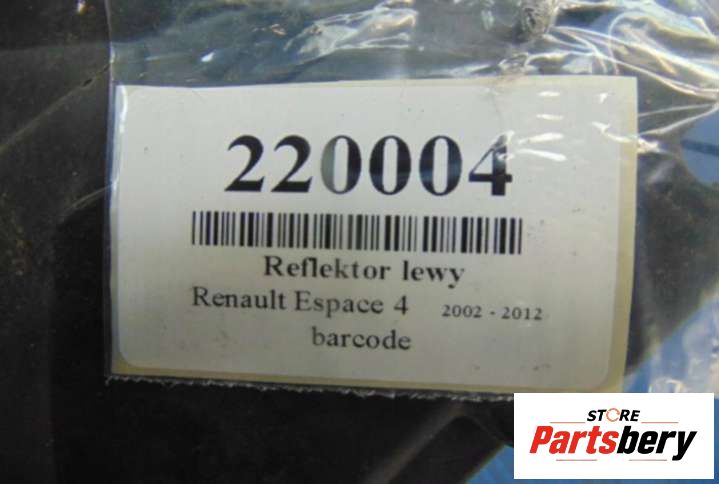 220004
Reflektor lewy
Renault Espace 4 2002 - 2012
barcode
STORE
Partsbery